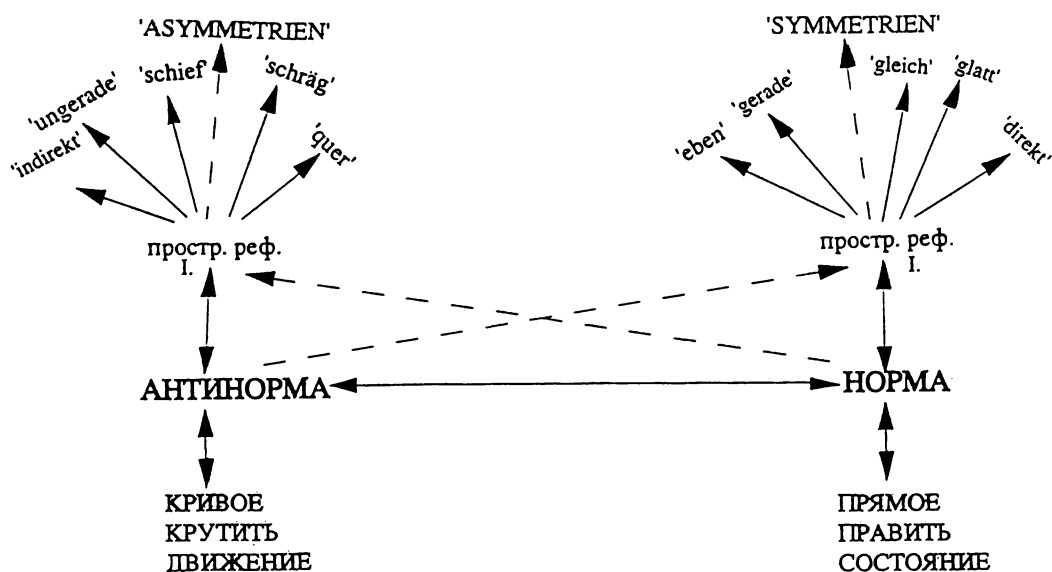 'ASYMMETRIEN'
'schief'
'schräg'
'ungerade'
'indirekt'
'quer'
простр. реф.
I.
АНТИНОРМА
КРИВОЕ
КРУТИТЬ
ДВИЖЕНИЕ
'SYMMETRIEN'
'gleich'
'glatt'
'gerade'
'eben'
'direkt'
простр. реф.
I.
НОРМА
ПРЯМОЕ
ПРАВИТЬ
СОСТОЯНИЕ